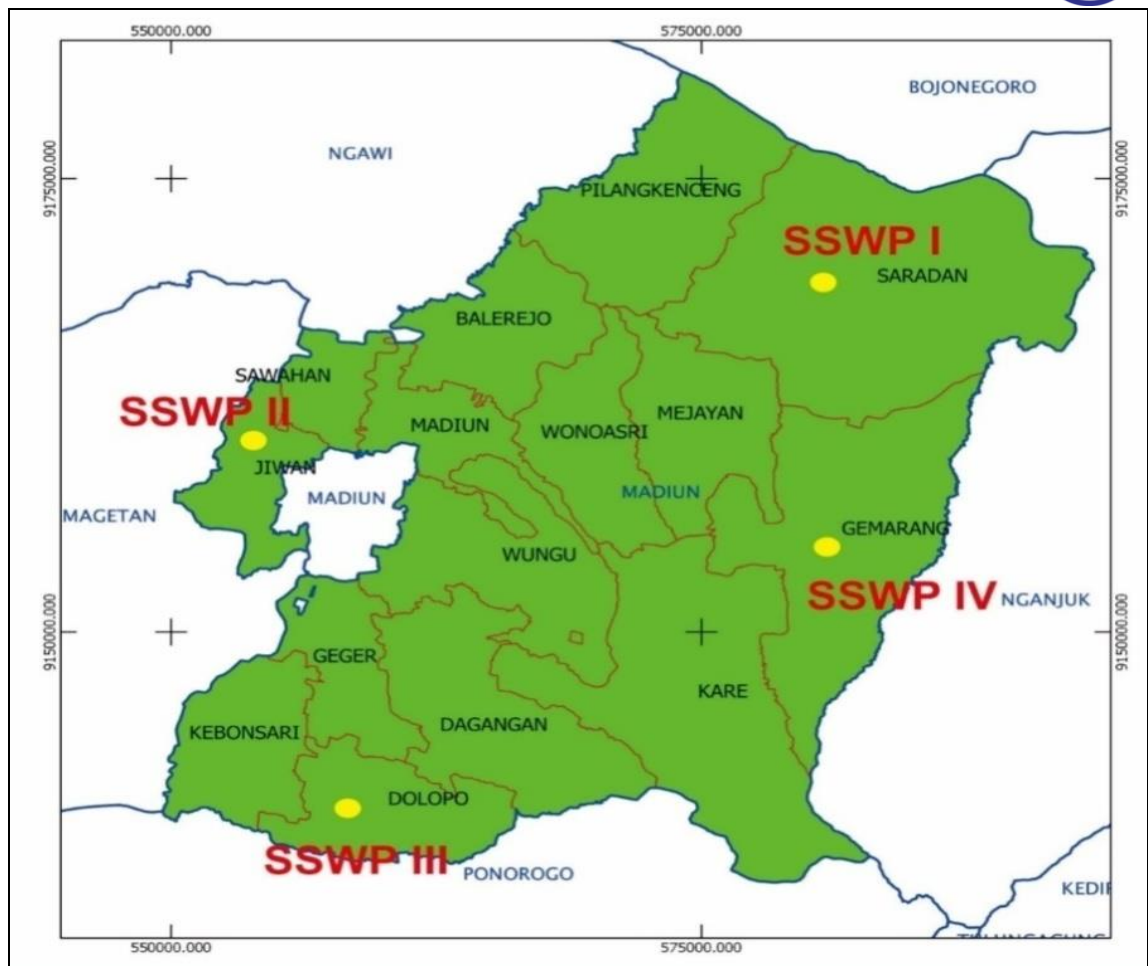 550000.000
575000.000
BOJONEGORO
NGAWI
9175000.000
9175000.000
PILANGKENCENG
SSWP I
SARADAN
BALEREJO
SAWAHAN
SSWP II
MEJAYAN
MADIUN
WONOASRI
JIWAN
MADIUN
MADIUN
MAGETAN
GEMARANG
WUNGU
SSWP IV
NGANJUK
9150000.000
9150000.000
GEGER
KARE
DAGANGAN
KEBONSARI
DOLOPO
SSWP III
PONOROGO
550000.000
575000.000